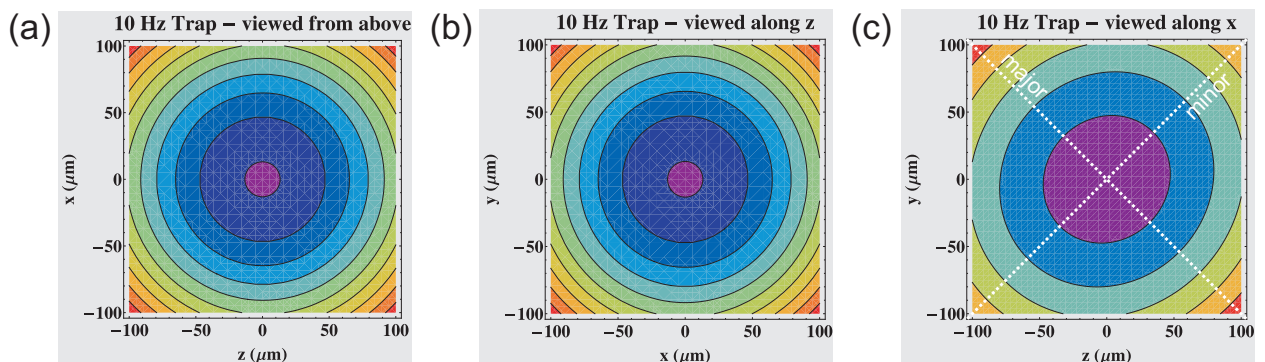 (a)
10 Hz Trap – viewed from above
100
50
0
−50
−100
x (μm)
−100 −50 0 50 100
z (μm)
(b)
10 Hz Trap – viewed along z
100
50
0
−50
−100
y (μm)
−100 −50 0 50 100
x (μm)
(c)
10 Hz Trap – viewed along x
100
50
0
−50
−100
y (μm)
major
minor
−100 −50 0 50 100
z (μm)